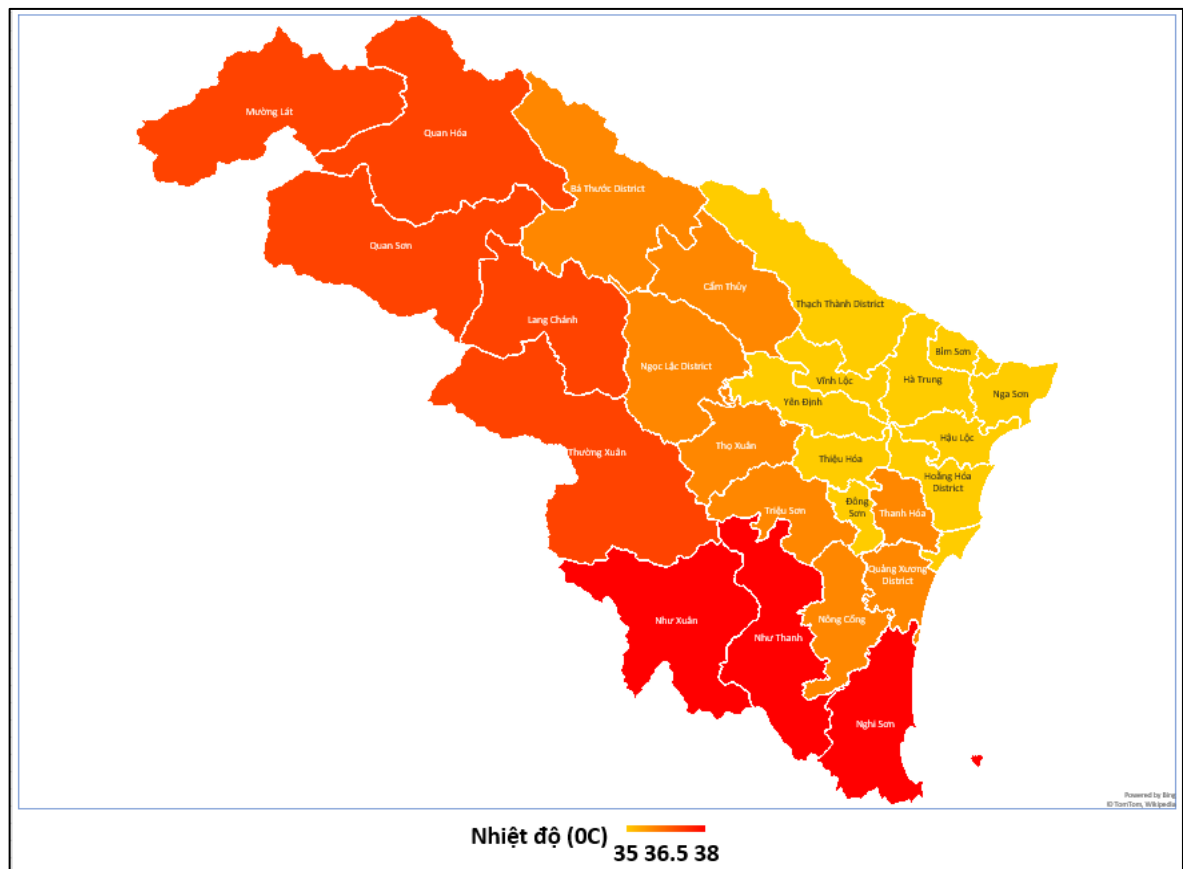 Mường Lát
Quan Hóa
Bá Thước District
Quan Sơn
Cẩm Thủy
Thạch Thành District
Lang Chánh
Bỉm Sơn
Ngọc Lặc District
Vĩnh Lộc
Hà Trung
Nga Sơn
Yên Định
Hậu Lộc
Thọ Xuân
Thường Xuân
Thiệu Hóa
Hoằng Hóa
District
Đông
Sơn
Triệu Sơn
Thanh Hóa
Quảng Xương
District
Như Xuân
Nông Cống
Như Thanh
Nghi Sơn
Powered by Bing
© TomTom, Wikipedia
Nhiệt độ (0C)
35 36.5 38